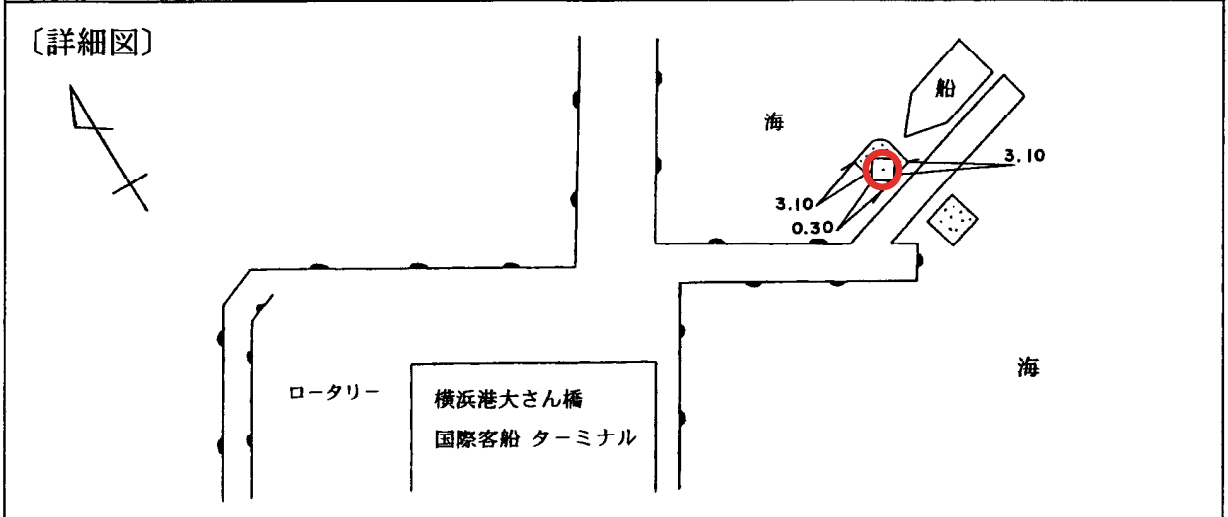 〔詳細図〕
船
海
3.10
3.10
0.30
海
ロータリー
横浜港大さん橋
国際客船 ターミナル